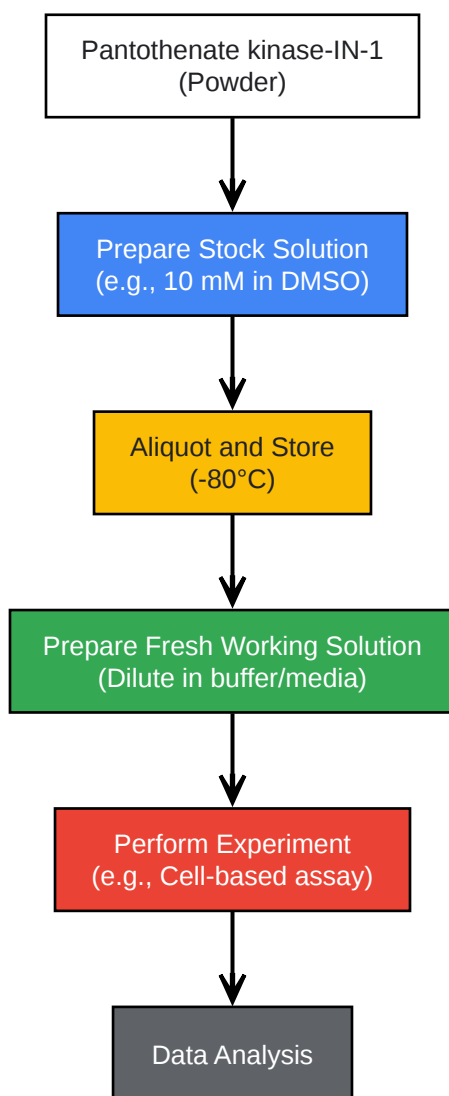 Pantothenate kinase-IN-1
(Powder)
Prepare Stock Solution
(e.g., 10 mM in DMSO)
Aliquot and Store
(-80°C)
Prepare Fresh Working Solution
(Dilute in buffer/media)
Perform Experiment
(e.g., Cell-based assay)
Data Analysis